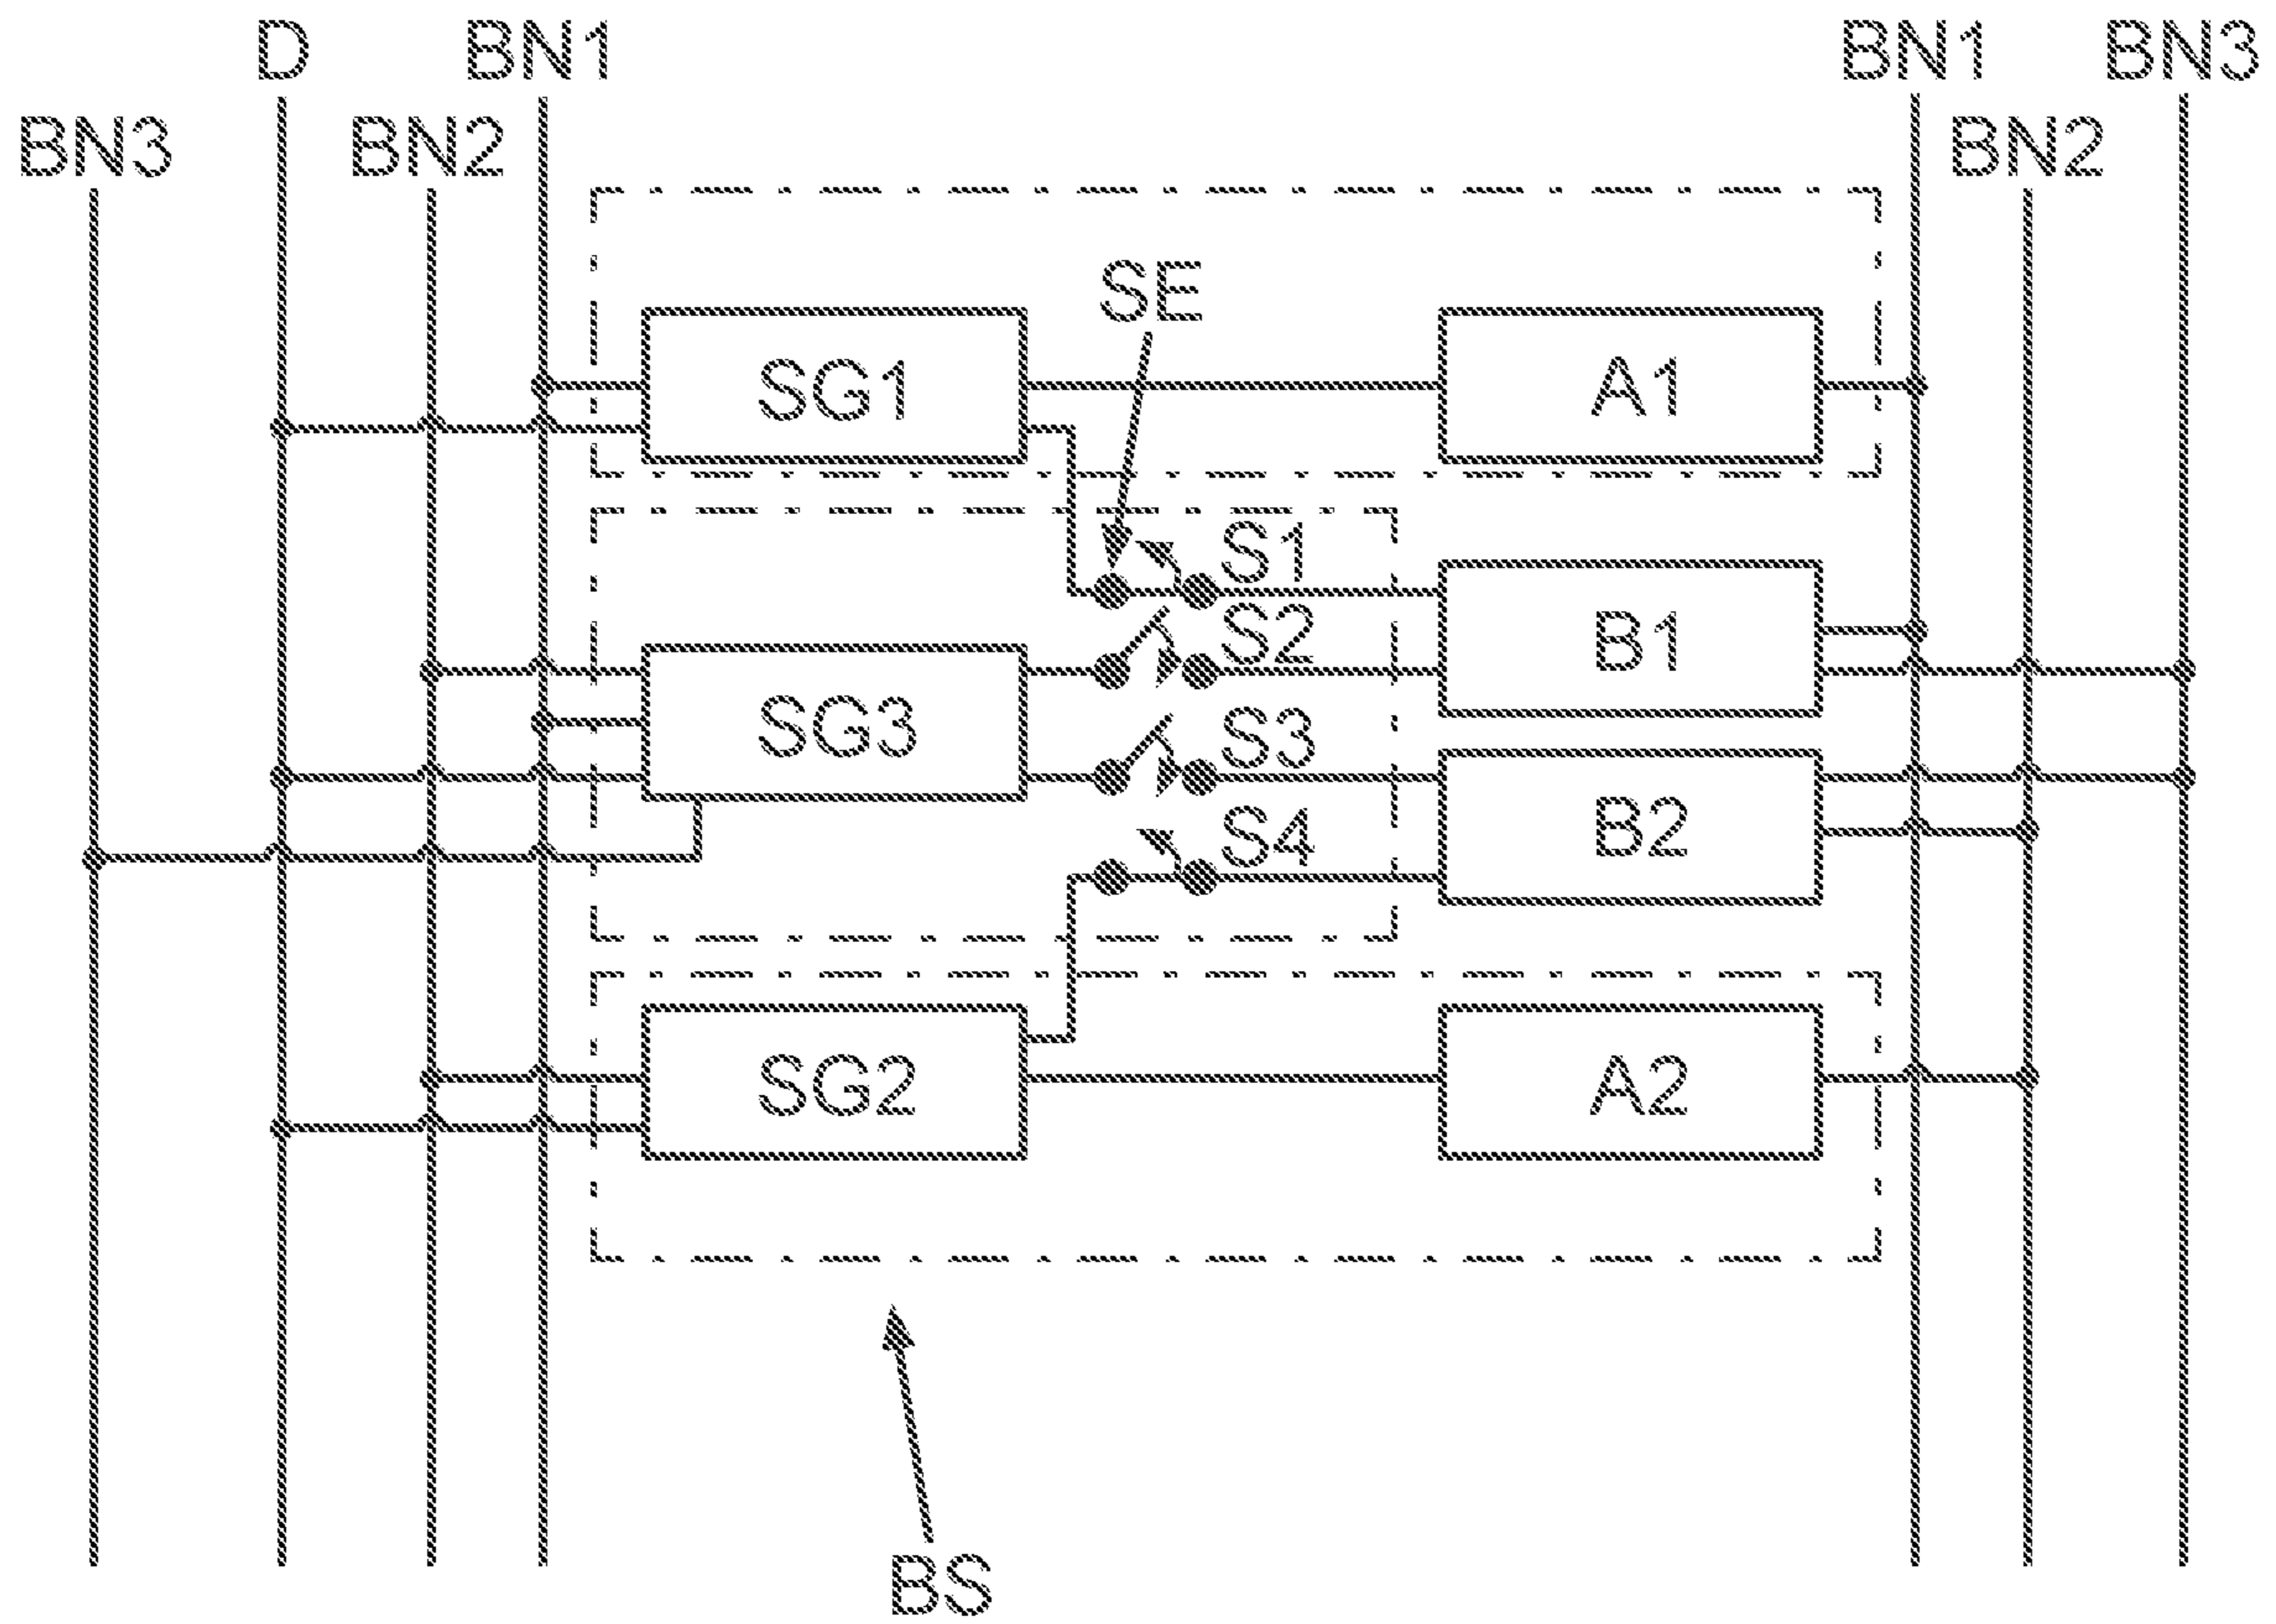 D BN1 BN1 BN3
BN3 BN2 BN2
SE
SG1 A1
S1
S2 B1
SG3 S3
S4 B2
SG2 A2
BS